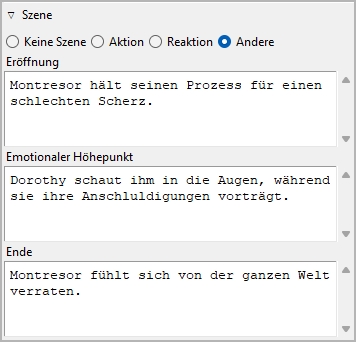 Szene
Keine Szene Aktion Reaktion Andere
Eröffnung
Montresor hält seinen Prozess für einen
schlechten Scherz.
Emotionaler Höhepunkt
Dorothy schaut ihm in die Augen, während
sie ihre Anschluldigungen vorträgt.
Ende
Montresor fühlt sich von der ganzen Welt
verraten.